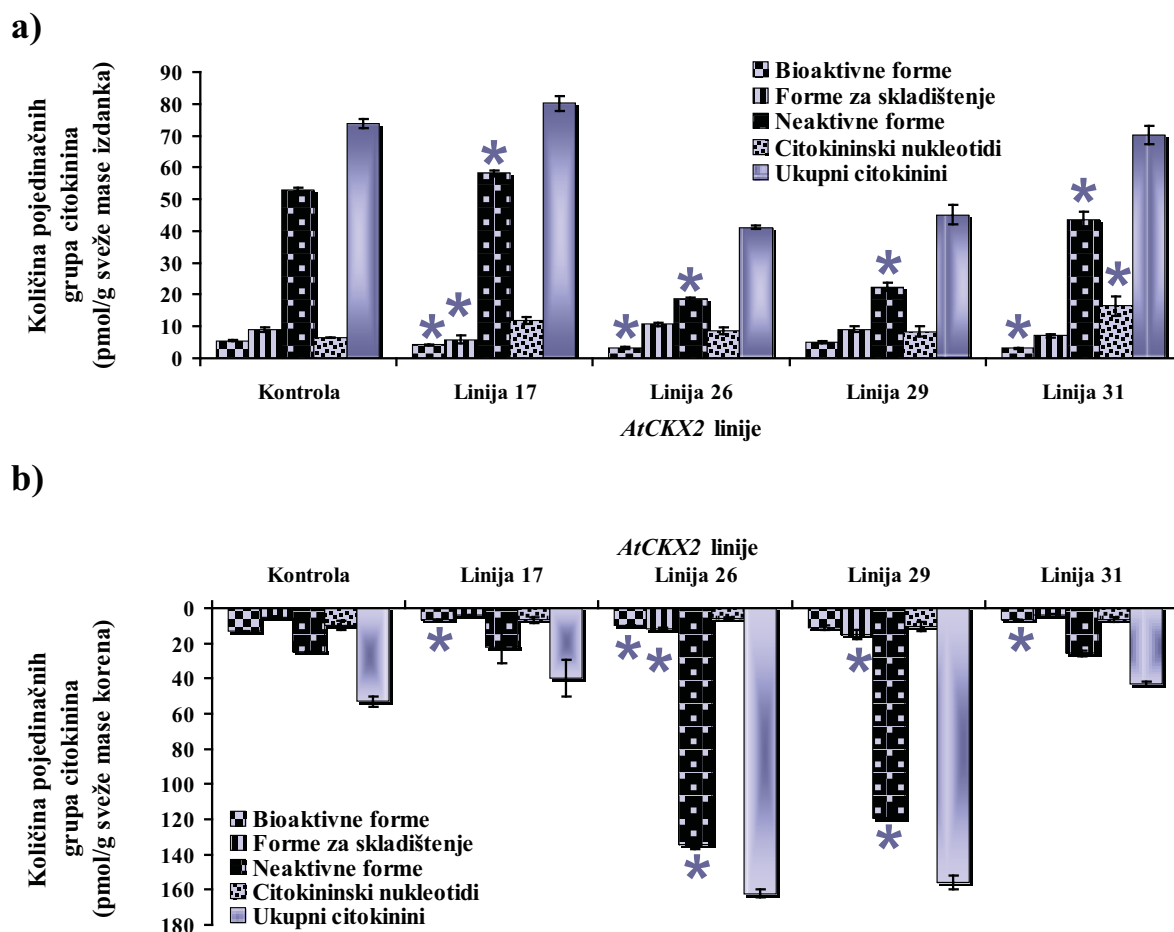 a)
Količina pojedinačnih
grupa citokinina
(pmol/g sveže mase izdanka)
90
80
70
60
50
40
30
20
10
0
Bioaktivne forme
Forme za skladištenje
Neaktivne forme
Citokininski nukleotidi
Ukupni citokinini
*
*
*
*
*
*
*
*
*
Kontrola
Linija 17
Linija 26
Linija 29
Linija 31
AtCKX2 linije
b)
AtCKX2 linije
Kontrola
Linija 17
Linija 26
Linija 29
Linija 31
Količina pojedinačnih
grupa citokinina
(pmol/g sveže mase korena)
0
20
40
60
80
100
120
140
160
180
*
*
*
*
*
*
*
Bioaktivne forme
Forme za skladištenje
Neaktivne forme
Citokininski nukleotidi
Ukupni citokinini